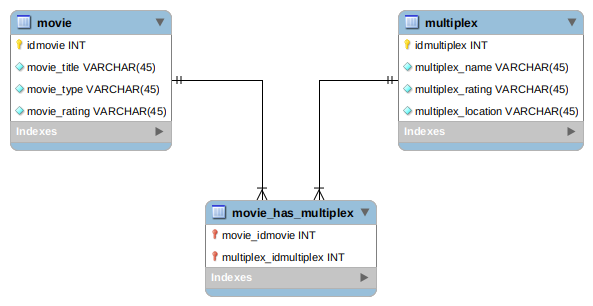 movie
idmovie INT
movie_title VARCHAR(45)
movie_type VARCHAR(45)
movie_rating VARCHAR(45)
Indexes
multiplex
idmultiplex INT
multiplex_name VARCHAR(45)
multiplex_rating VARCHAR(45)
multiplex_location VARCHAR(45)
Indexes
movie_has_multiplex
movie_idmovie INT
multiplex_idmultiplex INT
Indexes